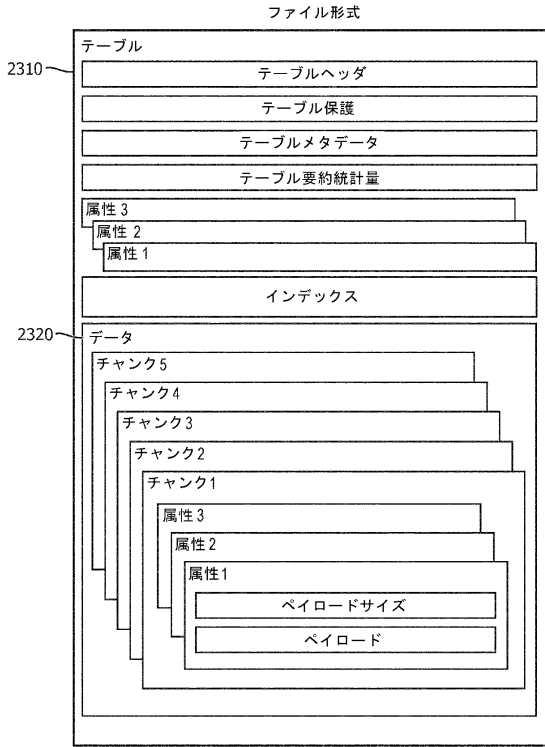 ファイル形式
テーブル
2310
テーブルヘッダ
テーブル保護
テーブルメタデータ
テーブル要約統計量
属性3
属性2
属性1
インデックス
2320
データ
チャンク5
チャンク4
チャンク3
チャンク2
チャンク1
属性3
属性2
属性1
ペイロードサイズ
ペイロード